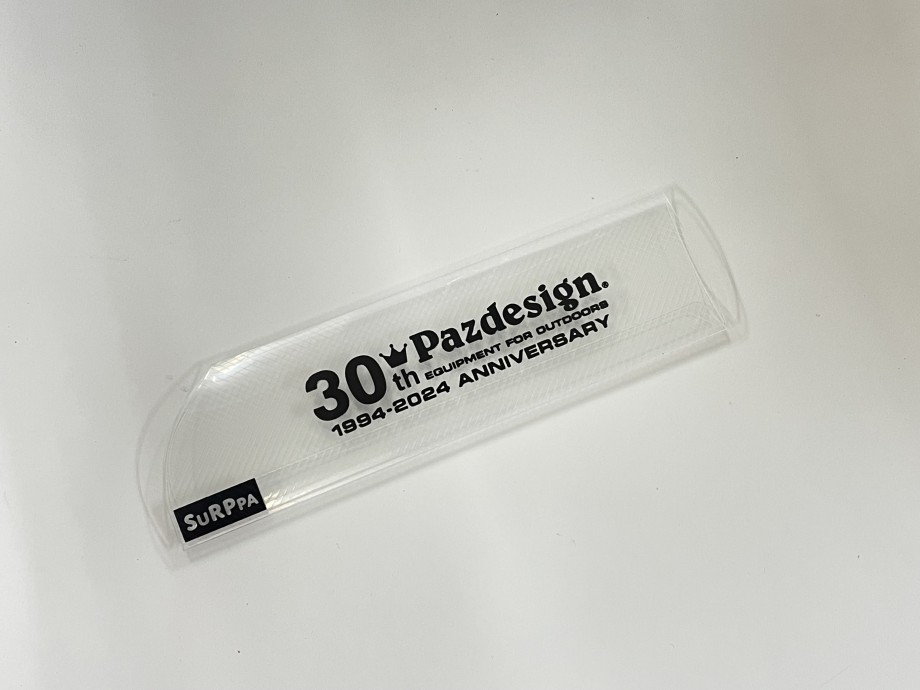 30th Pazdesign®
EQUIPMENT FOR OUTDOORS
1994-2024 ANNIVERSARY
SURPPA